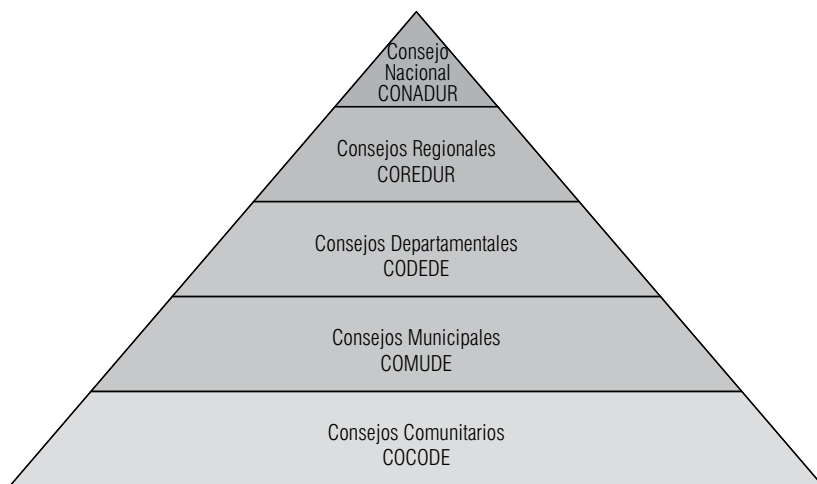 Consejo
Nacional
CONADUR
Consejos Regionales
COREDUR
Consejos Departamentales
CODEDE
Consejos Municipales
COMUDE
Consejos Comunitarios
COCODE